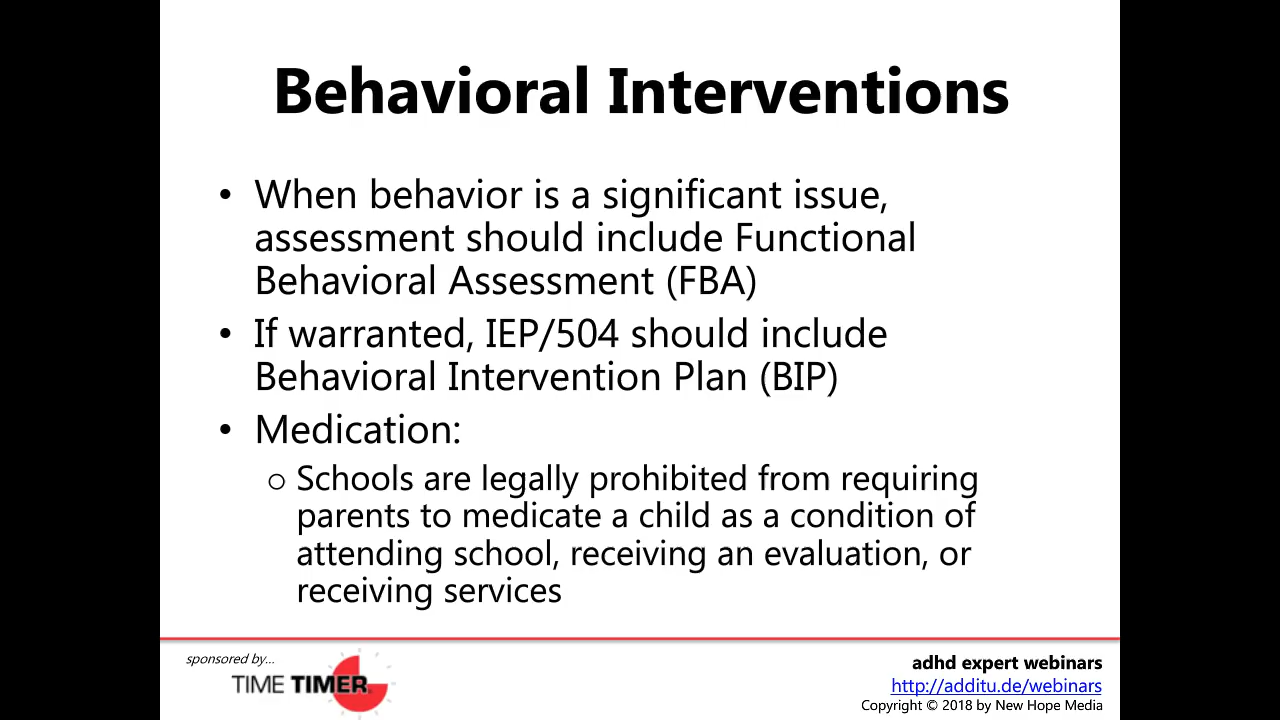 Behavioral Interventions
• When behavior is a significant issue,
assessment should include Functional
Behavioral Assessment (FBA)
• If warranted, IEP/504 should include
Behavioral Intervention Plan (BIP)
• Medication:
○ Schools are legally prohibited from requiring
parents to medicate a child as a condition of
attending school, receiving an evaluation, or
receiving services
sponsored by...
TIME TIMER
adhd expert webinars
http://additu.de/webinars
Copyright © 2018 by New Hope Media